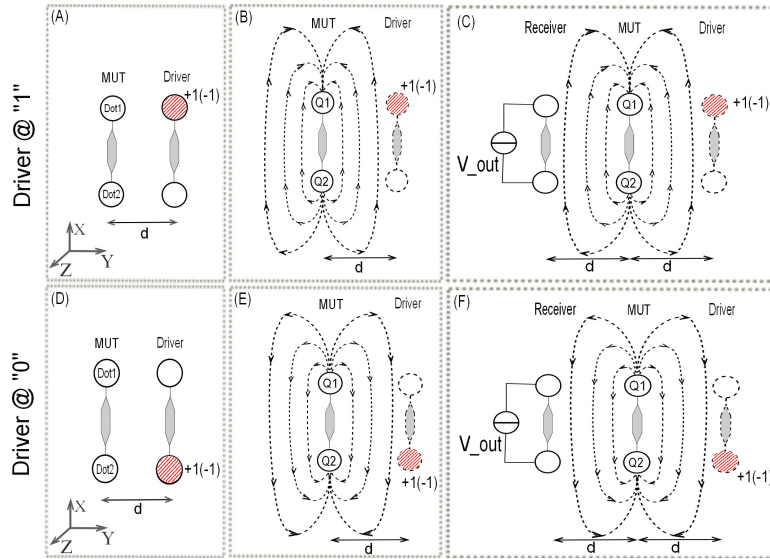 Driver @ "1"
(A)
MUT
Driver
+1(-1)
Dot1
Dot2
d
X
Y
Z
(B)
MUT
Driver
+1(-1)
Q1
Q2
d
(C)
Receiver
MUT
Driver
+1(-1)
Q1
V_out
Q2
d
d
Driver @ "0"
(D)
MUT
Driver
Dot1
Dot2
+1(-1)
d
X
Y
Z
(E)
MUT
Driver
Q1
Q2
+1(-1)
d
(F)
Receiver
MUT
Driver
Q1
V_out
Q2
+1(-1)
d
d